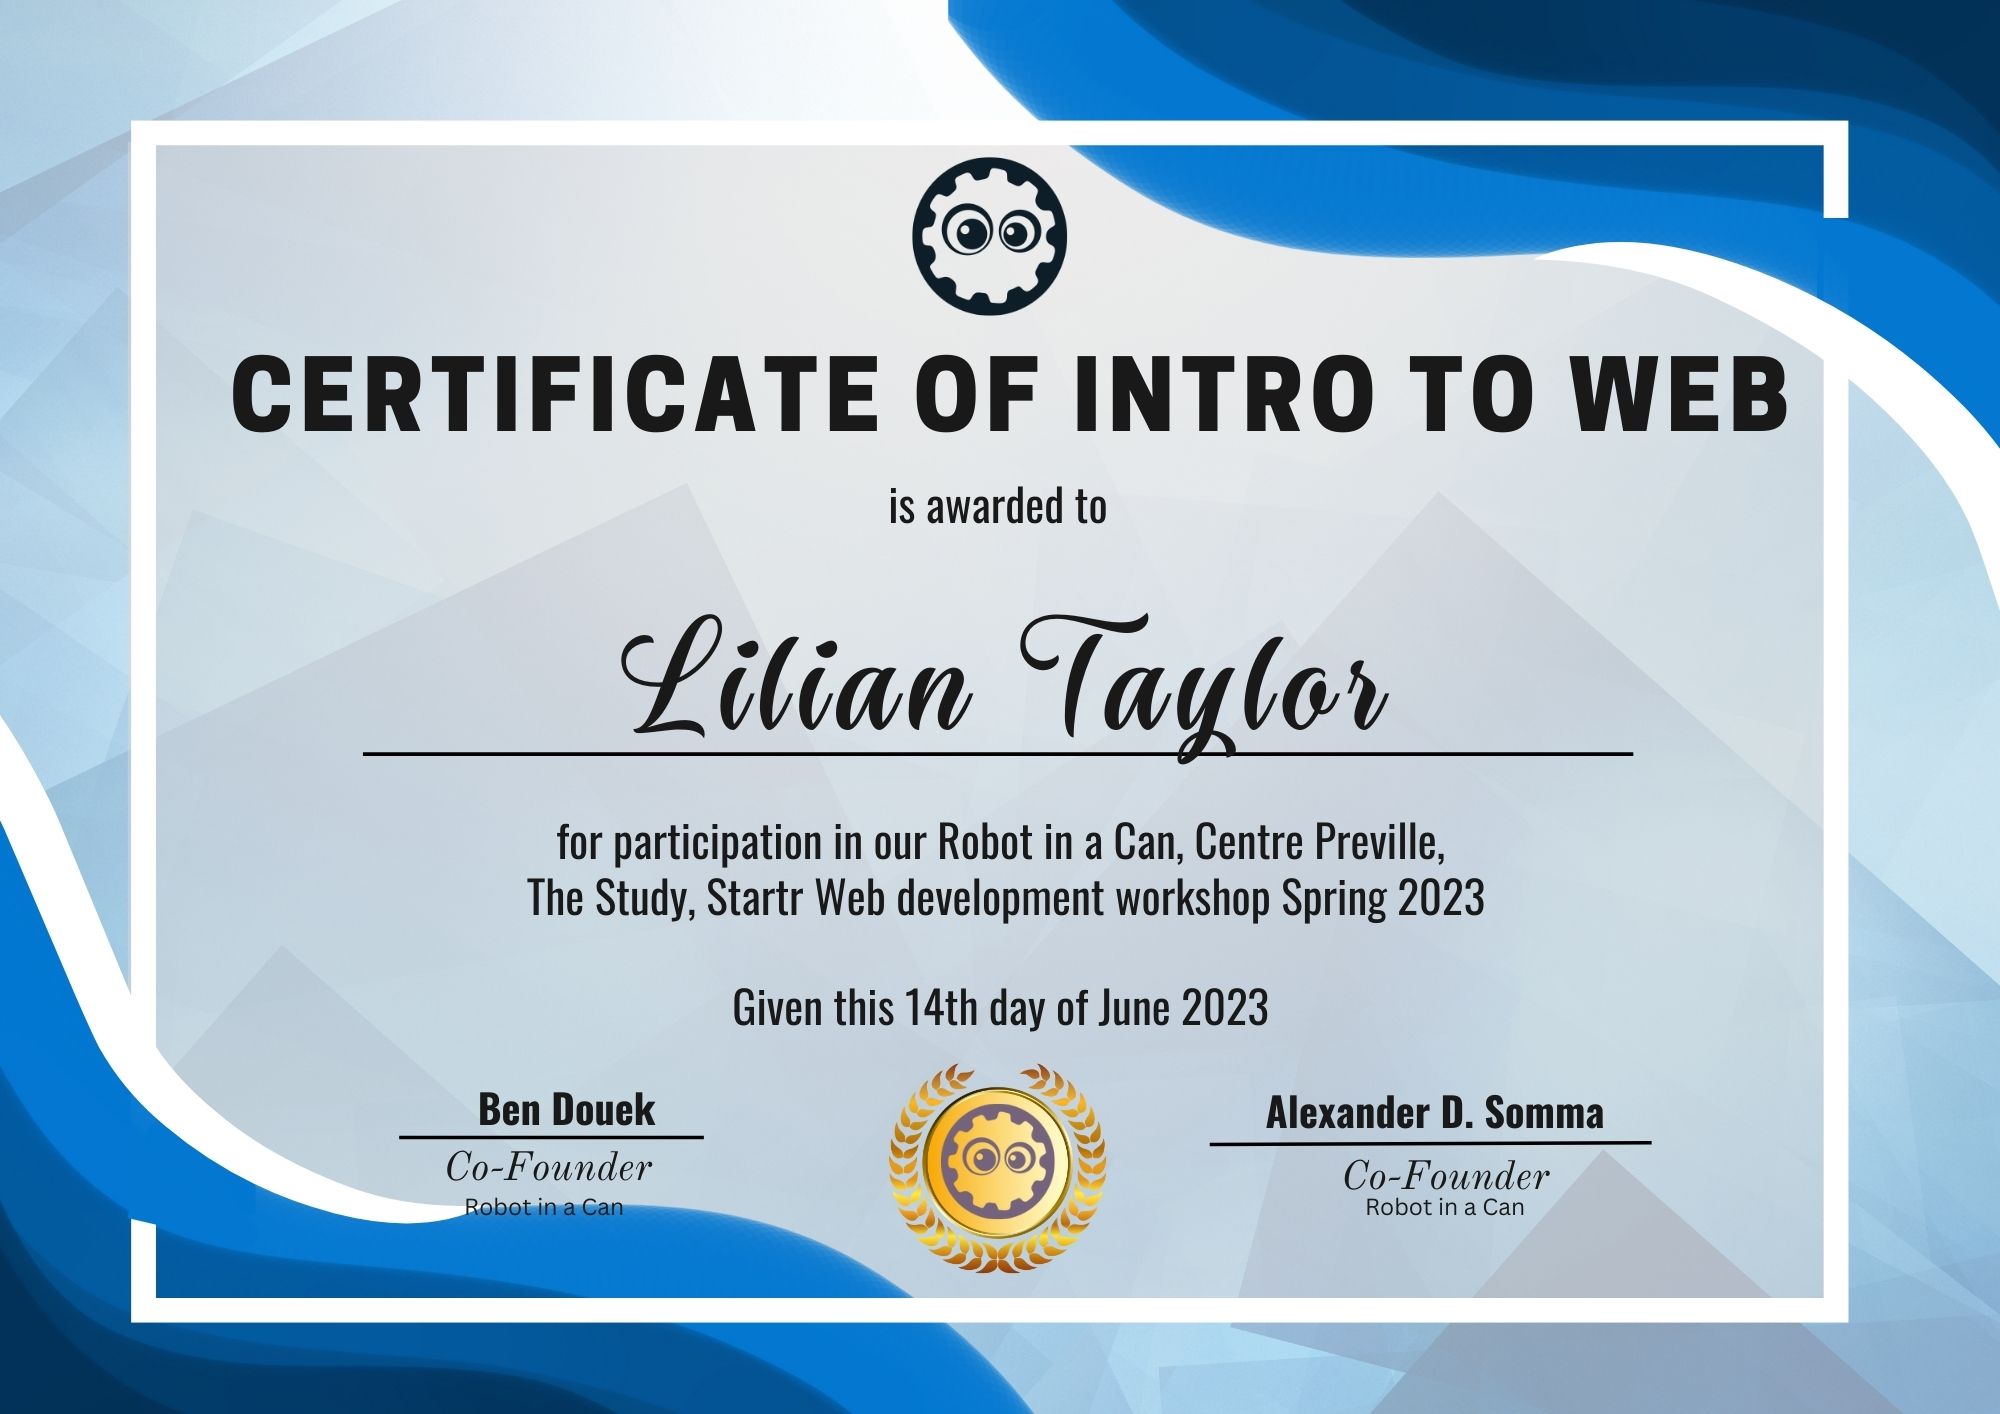 CERTIFICATE OF INTRO TO WEB
is awarded to
Lilian Taylor
for participation in our Robot in a Can, Centre Preville,
The Study, Startr Web development workshop Spring 2023
Given this 14th day of June 2023
Ben Douek
Co-Founder
Robot in a Can
Alexander D. Somma
Co-Founder
Robot in a Can